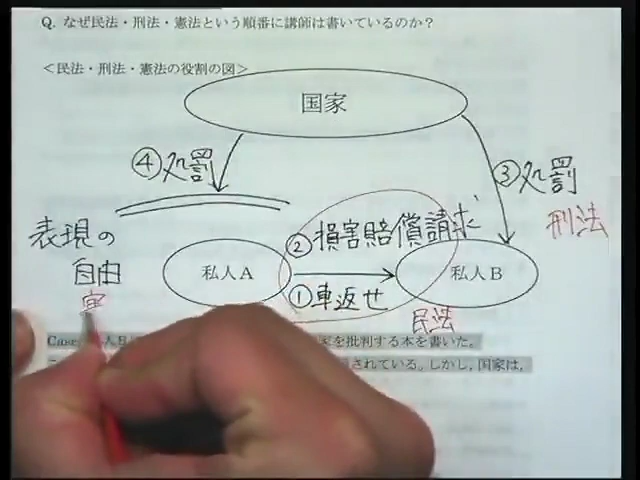 Q. なぜ民法・刑法・憲法という順番に講師は書いているのか?
<民法・刑法・憲法の役割の図>
国家
④処罰
③処罰
刑法
表現の
自由
②損害賠償請求
私人A
私人B
①車返せ
民法
Case
人B
を批判する本を書いた。
されている。しかし,国家は,